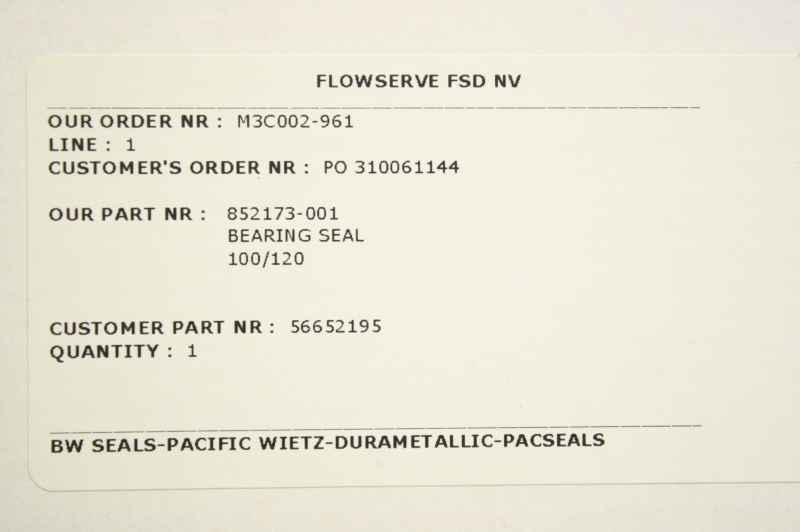 FLOWSERVE FSD NV
OUR ORDER NR : M3C002-961
LINE : 1
CUSTOMER'S ORDER NR : PO 310061144
OUR PART NR : 852173-001
BEARING SEAL
100/120
CUSTOMER PART NR : 56652195
QUANTITY : 1
BW SEALS-PACIFIC WIETZ-DURAMETALLIC-PACSEALS